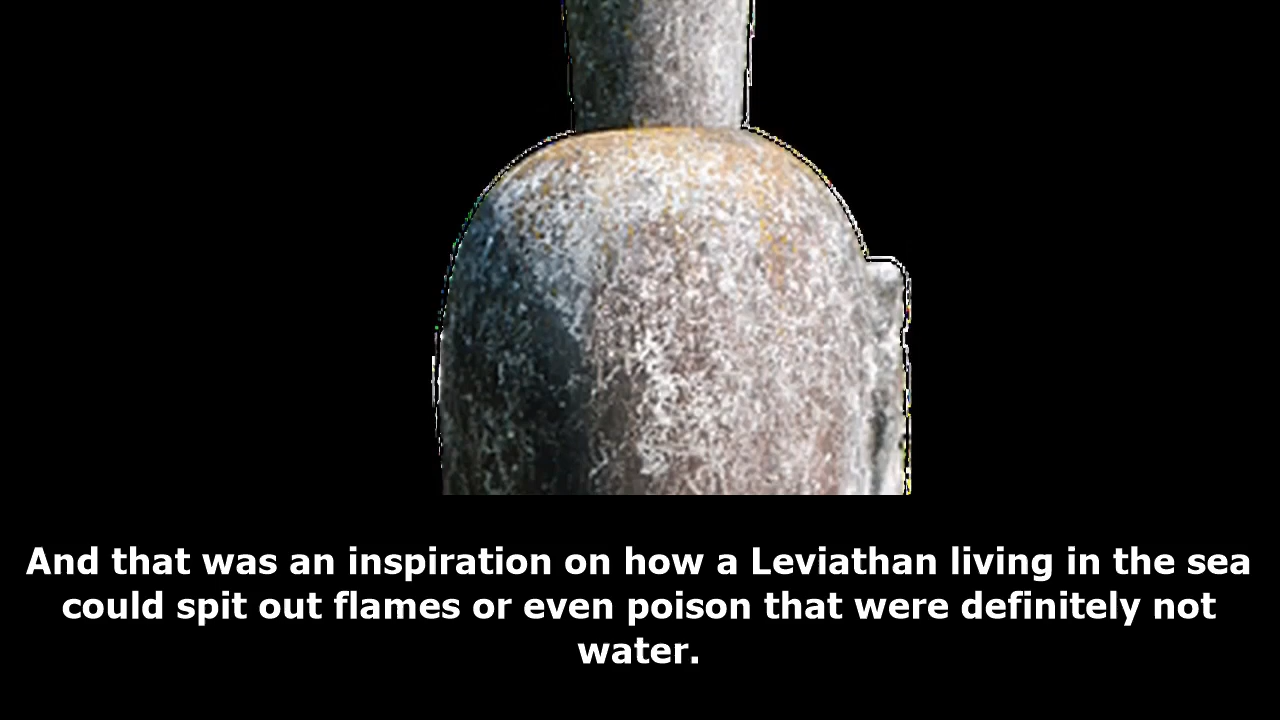 And that was an inspiration on how a Leviathan living in the sea
could spit out flames or even poison that were definitely not
water.